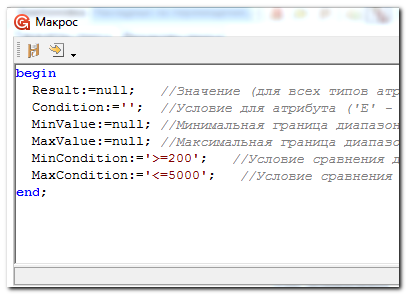 Макрос
begin
Result:=null; //Значение (для всех типов атр
Condition:=''; //Условие для атрибута ('E' -
MinValue:=null; //Минимальная граница диапазон
MaxValue:=null; //Максимальная граница диапазо
MinCondition:='>=200'; //Условие сравнения д
MaxCondition:='<=5000'; //Условие сравнения
end;